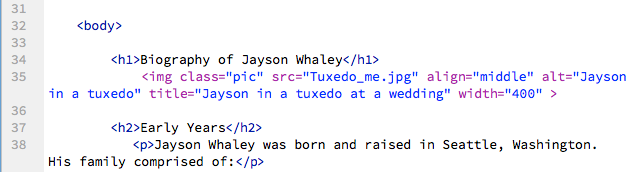 31
32 <body>
33
34 <h1>Biography of Jayson Whaley</h1>
35 <img class="pic" src="Tuxedo_me.jpg" align="middle" alt="Jayson
in a tuxedo" title="Jayson in a tuxedo at a wedding" width="400" >
36
37 <h2>Early Years</h2>
38 <p>Jayson Whaley was born and raised in Seattle, Washington.
His family comprised of:</p>